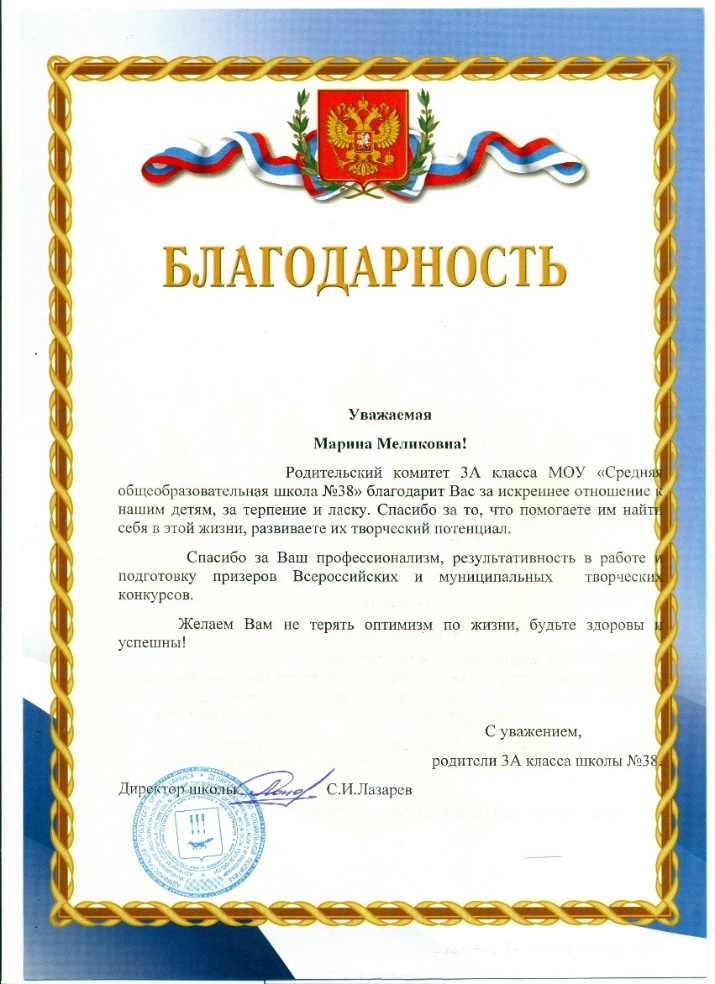 БЛАГОДАРНОСТЬ
Уважаемая
Марина Меликовна!
Родительский комитет 3А класса МОУ «Средняя
общеобразовательная школа №38» благодарит Вас за искреннее отношение к
нашим детям, за терпение и ласку. Спасибо за то, что помогаете им найти
себя в этой жизни, развиваете их творческий потенциал.
Спасибо за Ваш профессионализм, результативность в работе и
подготовку призеров Всероссийских и муниципальных творческих
конкурсов.
Желаем Вам не терять оптимизм по жизни, будьте здоровы и
успешны!
С уважением,
родители 3А класса школы №38.
Директор школы С.И.Лазарев